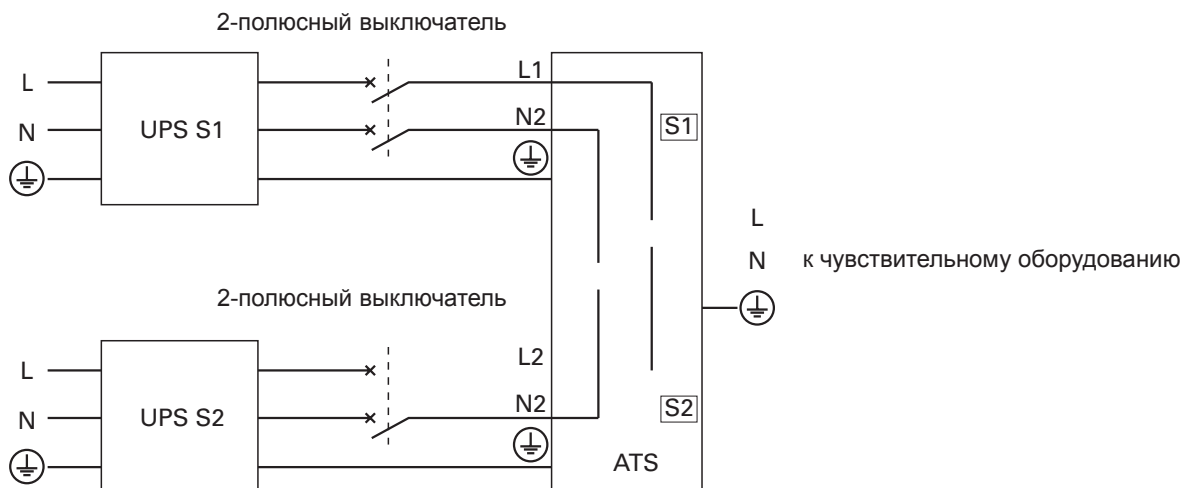 2-полюсный выключатель
L
L1
N
UPS S1
N2
S1
L
N
к чувствительному оборудованию
2-полюсный выключатель
L
L2
N
UPS S2
N2
S2
ATS